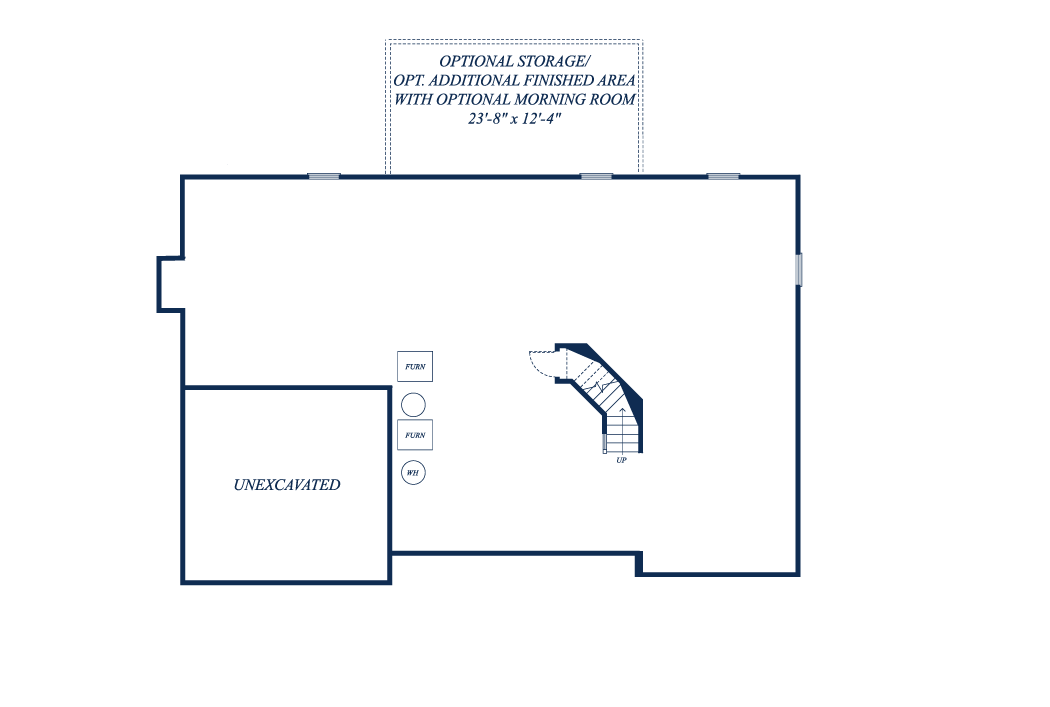 OPTIONAL STORAGE/
OPT. ADDITIONAL FINISHED AREA
WITH OPTIONAL MORNING ROOM
23'-8" x 12'-4"
FURN
FURN
UP
WH
UNEXCAVATED